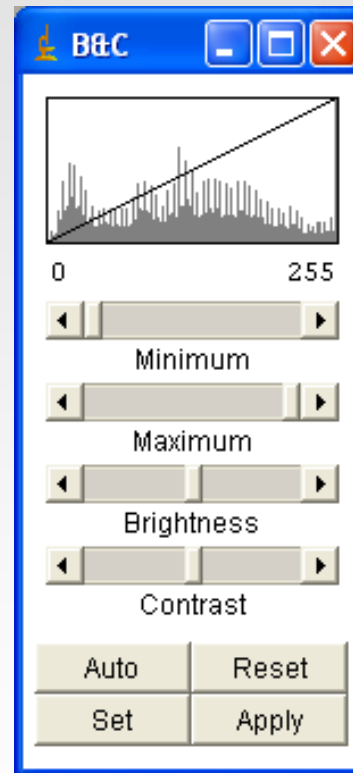 B&C
0 255
Minimum
Maximum
Brightness
Contrast
Auto Reset
Set Apply